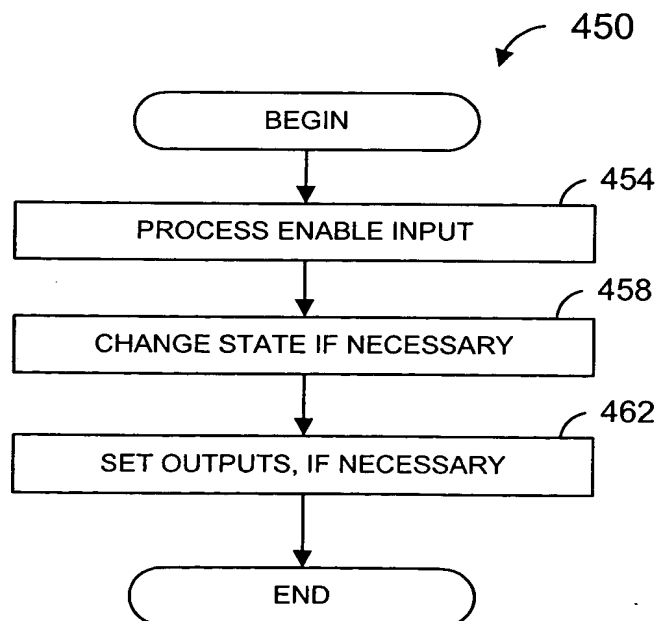 450
BEGIN
454
PROCESS ENABLE INPUT
458
CHANGE STATE IF NECESSARY
462
SET OUTPUTS, IF NECESSARY
END